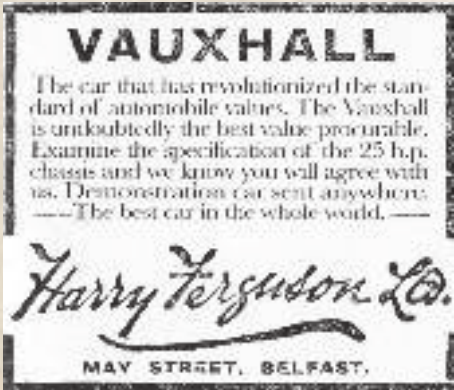 VAUXHALL
The car that has revolutionized the stan-
dard of automobile values. The Vauxhall
is undoubtedly the best value procurable.
Examine the specification of the 25 h.p.
chassis and we know you will agree with
us. Demonstration car sent anywhere.
— The best car in the whole world. —
Harry Ferguson Ld.
MAY STREET, BELFAST.